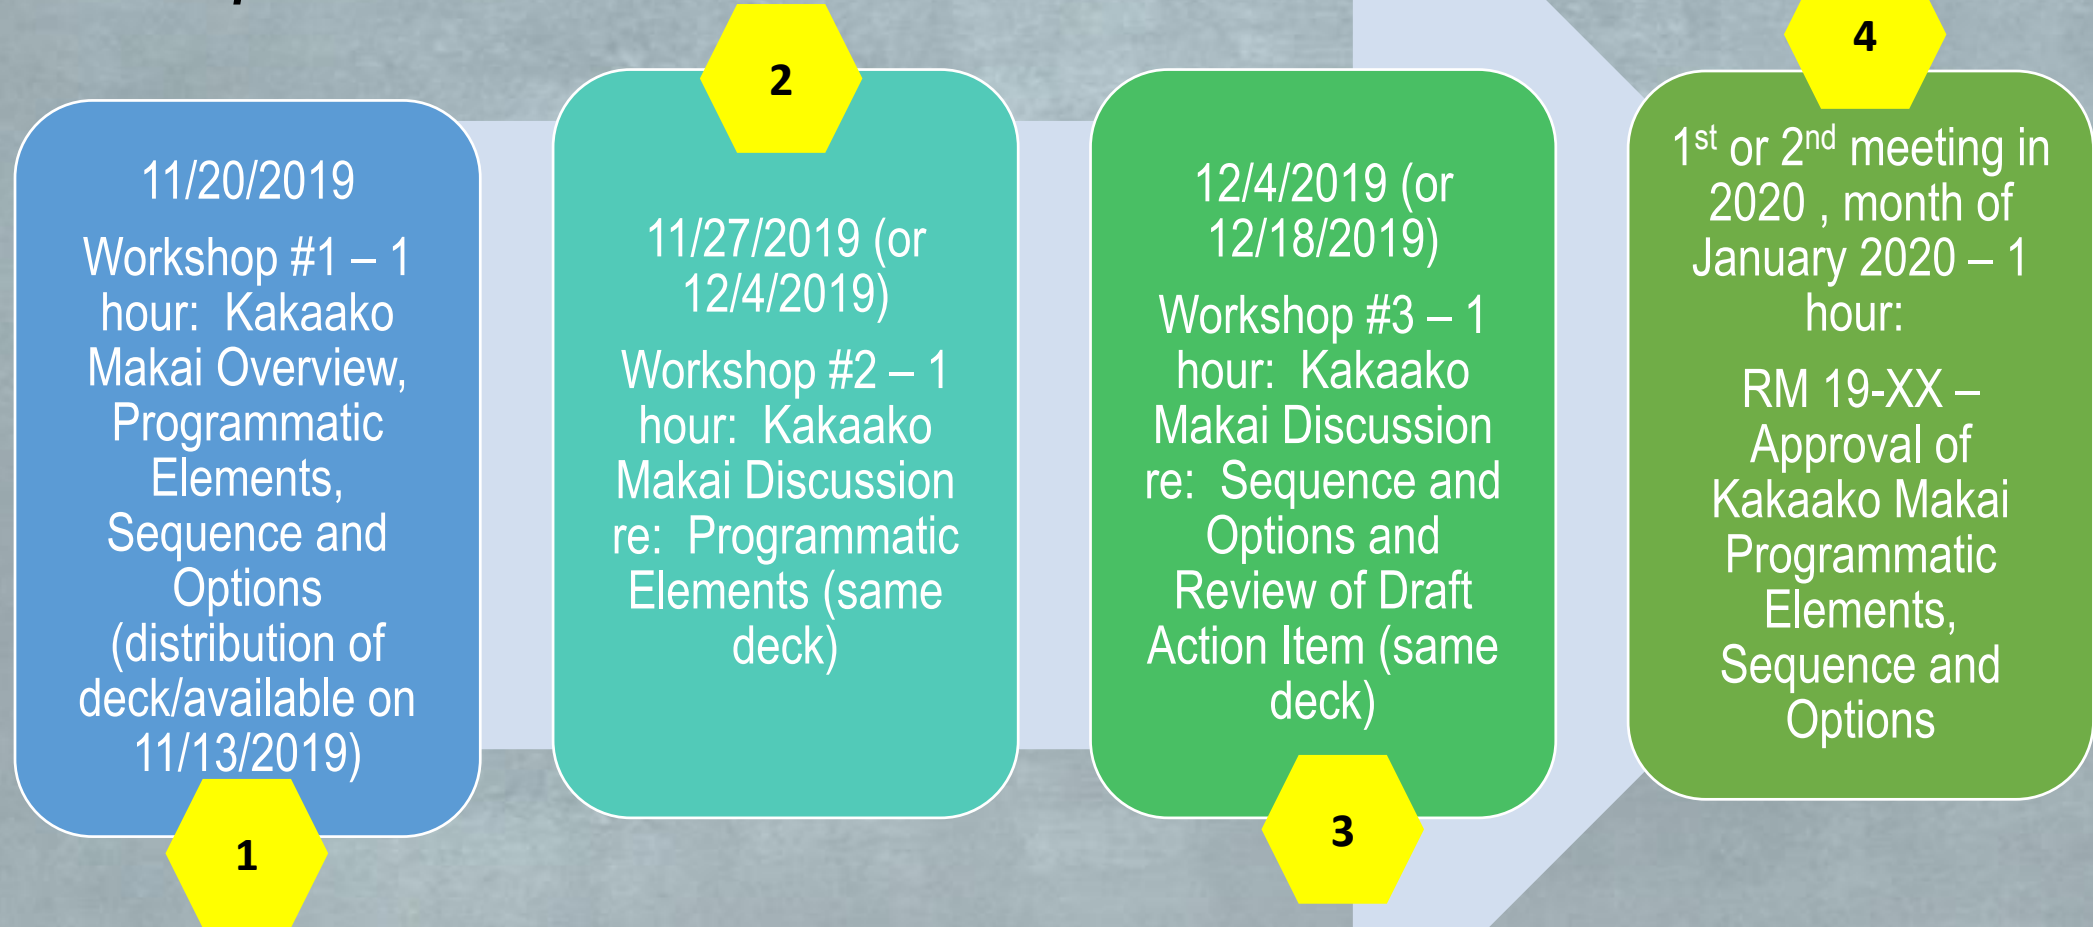 11/20/2019
Workshop #1 – 1
hour:  Kakaako
Makai Overview,
Programmatic
Elements,
Sequence and
Options
(distribution of
deck/available on
11/13/2019)
1
2
11/27/2019 (or
12/4/2019)
Workshop #2 – 1
hour:  Kakaako
Makai Discussion
re:  Programmatic
Elements (same
deck)
12/4/2019 (or
12/18/2019)
Workshop #3 – 1
hour:  Kakaako
Makai Discussion
re:  Sequence and
Options and
Review of Draft
Action Item (same
deck)
3
4
1st or 2nd meeting in
2020 , month of
January 2020 – 1
hour:
RM 19-XX –
Approval of
Kakaako Makai
Programmatic
Elements,
Sequence and
Options